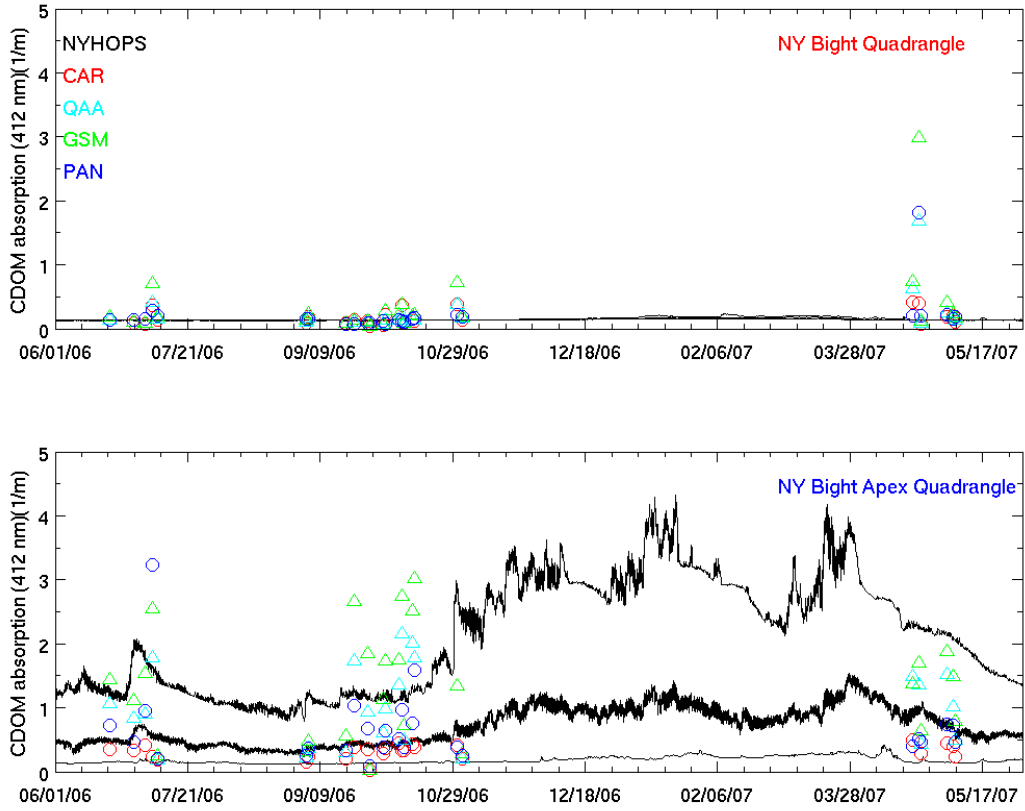 5
NYHOPS
NY Bight Quadrangle
4
CAR
QAA
3
GSM
PAN
2
1
0
CDOM absorption (412 nm)(1/m)
06/01/06 07/21/06 09/09/06 10/29/06 12/18/06 02/06/07 03/28/07 05/17/07
5
NY Bight Apex Quadrangle
4
3
2
1
0
CDOM absorption (412 nm)(1/m)
06/01/06 07/21/06 09/09/06 10/29/06 12/18/06 02/06/07 03/28/07 05/17/07